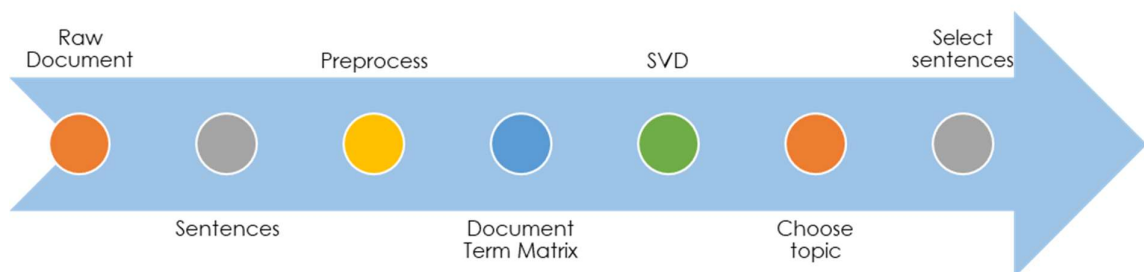 Raw
Document
Sentences
Preprocess
Document
Term Matrix
SVD
Choose
topic
Select
sentences